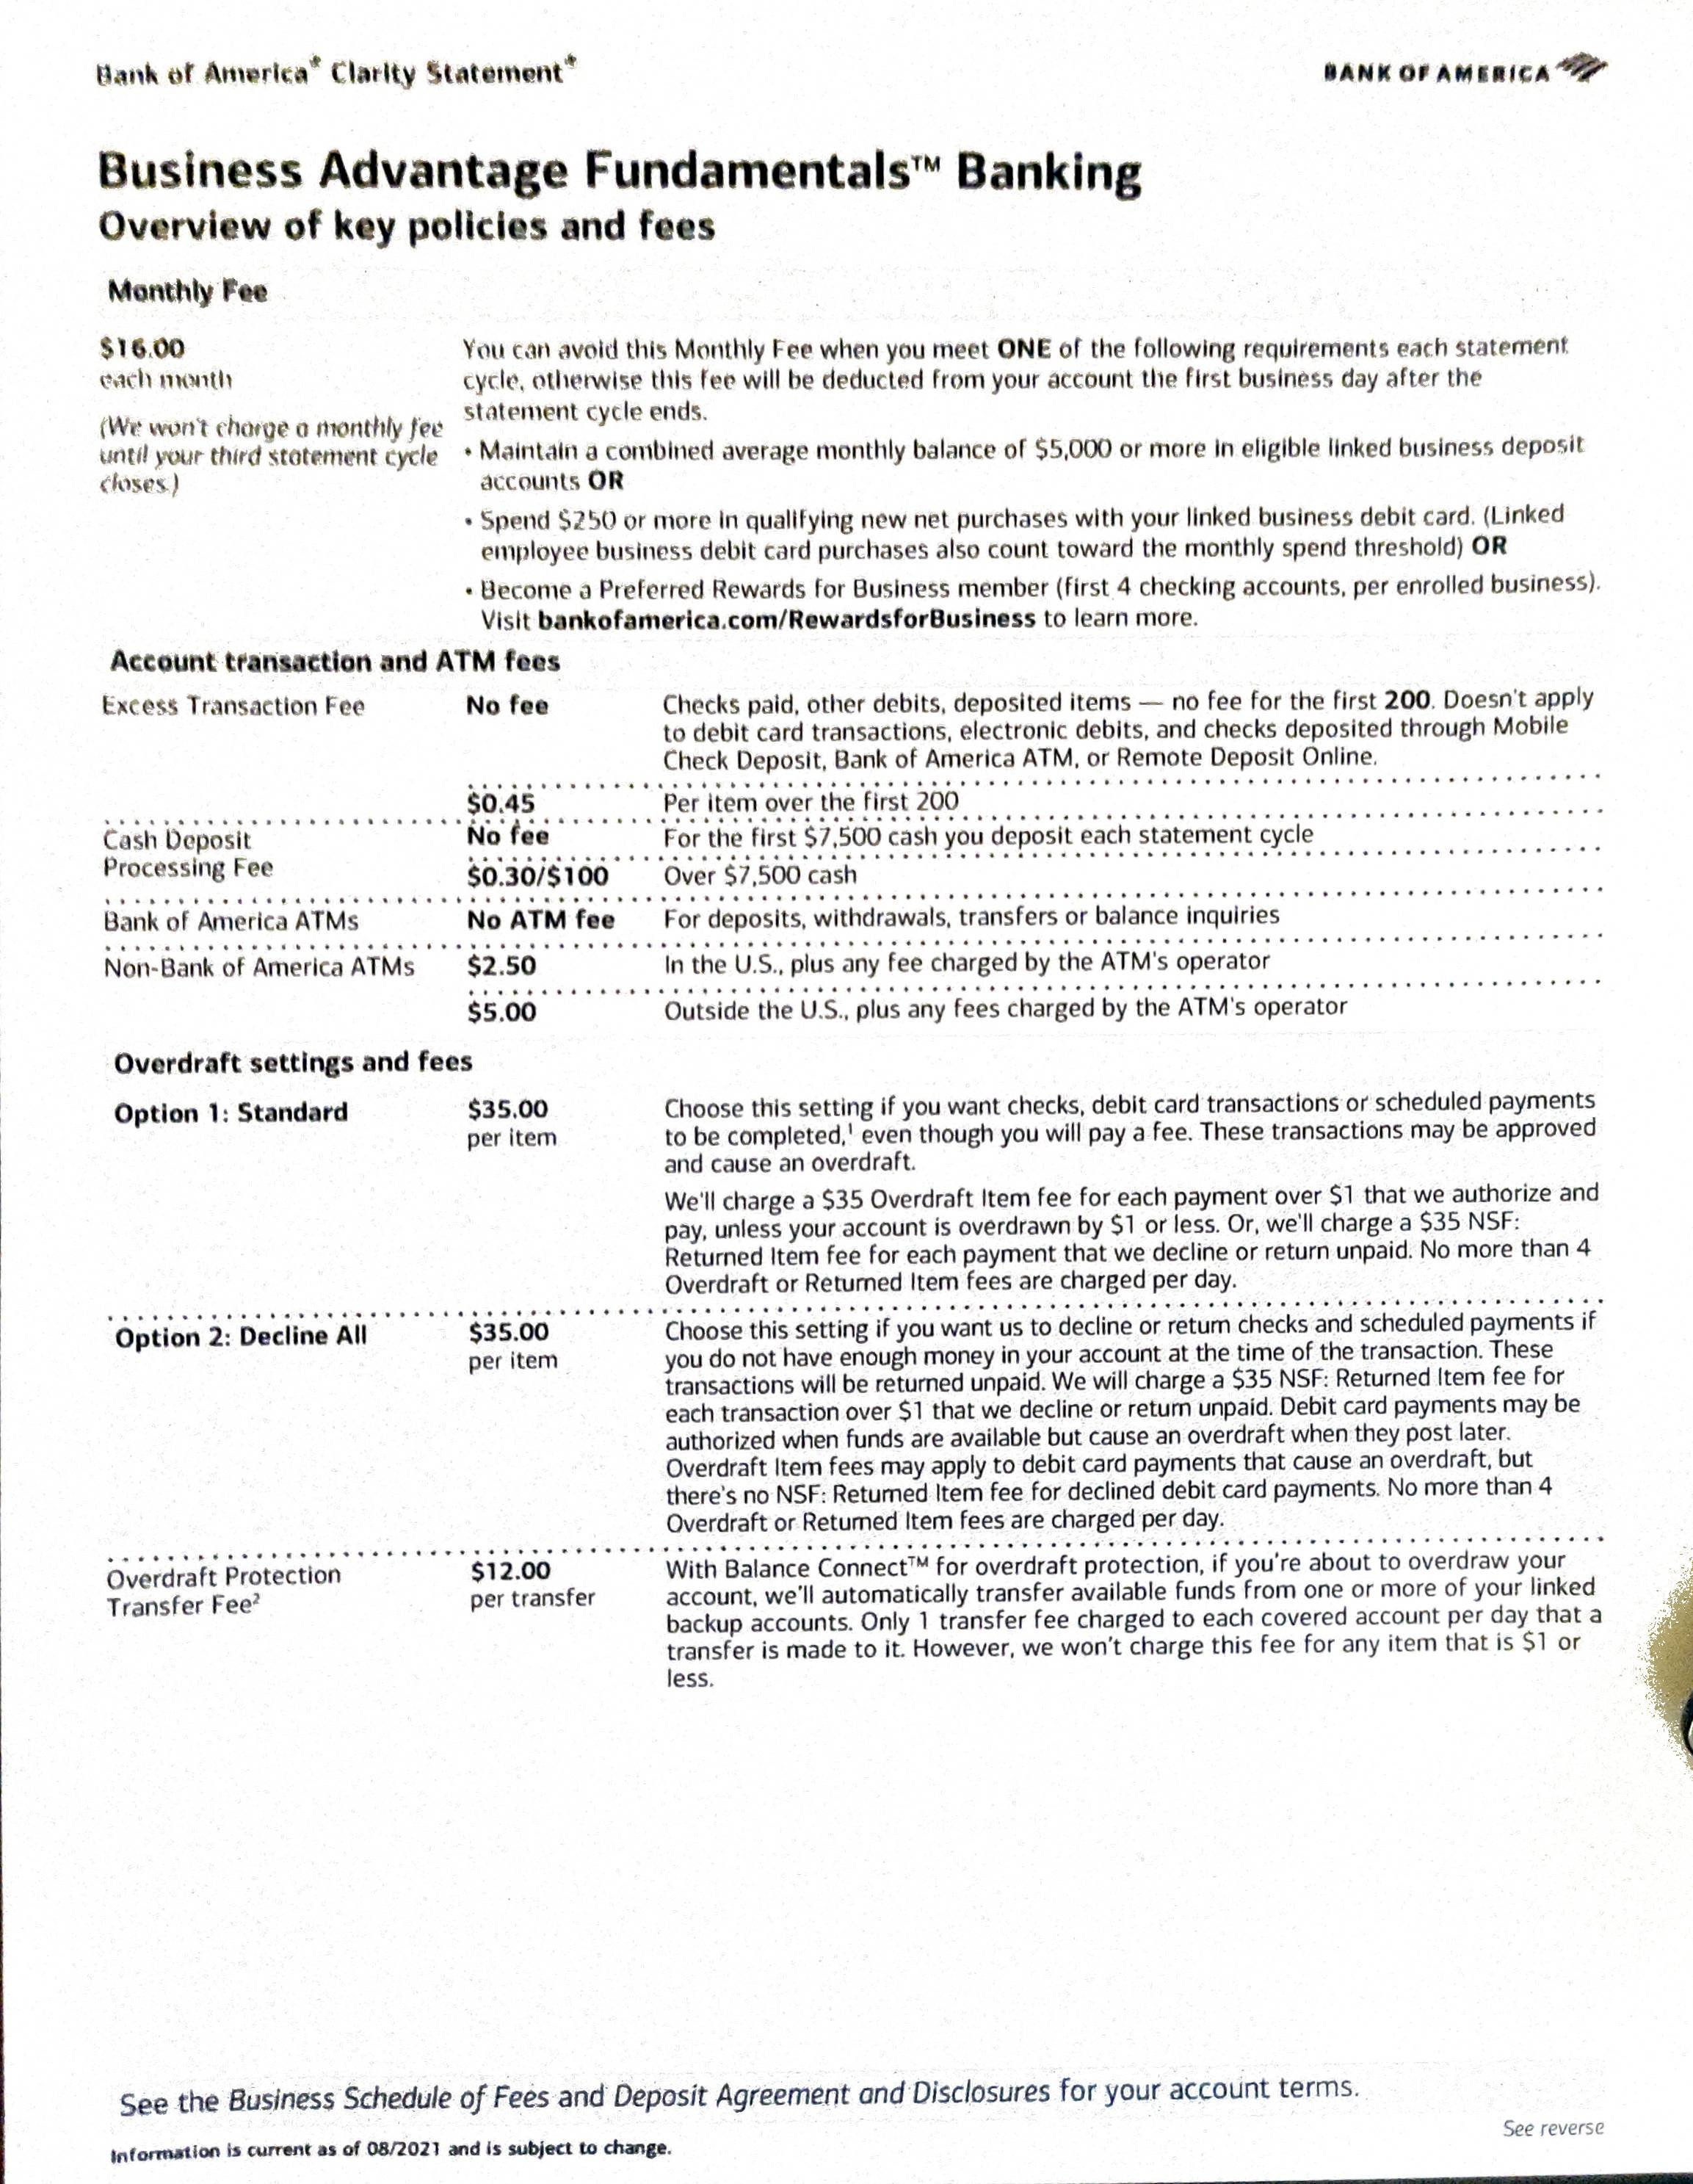 Bank of America® Clarity Statement®
BANK OF AMERICA
Business Advantage Fundamentals™ Banking
Overview of key policies and fees
Monthly Fee
$16.00
each month
(We won't charge a monthly fee
until your third statement cycle
closes.)
You can avoid this Monthly Fee when you meet ONE of the following requirements each statement
cycle, otherwise this fee will be deducted from your account the first business day after the
statement cycle ends.
• Maintain a combined average monthly balance of $5,000 or more in eligible linked business deposit
accounts OR
• Spend $250 or more in qualifying new net purchases with your linked business debit card. (Linked
employee business debit card purchases also count toward the monthly spend threshold) OR
• Become a Preferred Rewards for Business member (first 4 checking accounts, per enrolled business).
Visit bankofamerica.com/RewardsforBusiness to learn more.
Account transaction and ATM fees
Excess Transaction Fee No fee Checks paid, other debits, deposited items — no fee for the first 200. Doesn't apply
to debit card transactions, electronic debits, and checks deposited through Mobile
Check Deposit, Bank of America ATM, or Remote Deposit Online.
$0.45 Per item over the first 200
Cash Deposit No fee For the first $7,500 cash you deposit each statement cycle
Processing Fee $0.30/$100 Over $7,500 cash
Bank of America ATMs No ATM fee For deposits, withdrawals, transfers or balance inquiries
Non-Bank of America ATMs $2.50 In the U.S., plus any fee charged by the ATM's operator
$5.00 Outside the U.S., plus any fees charged by the ATM's operator
Overdraft settings and fees
Option 1: Standard
$35.00
per item
Choose this setting if you want checks, debit card transactions or scheduled payments
to be completed,¹ even though you will pay a fee. These transactions may be approved
and cause an overdraft.
We'll charge a $35 Overdraft Item fee for each payment over $1 that we authorize and
pay, unless your account is overdrawn by $1 or less. Or, we'll charge a $35 NSF:
Returned Item fee for each payment that we decline or return unpaid. No more than 4
Overdraft or Returned Item fees are charged per day.
Option 2: Decline All
$35.00
per item
Choose this setting if you want us to decline or return checks and scheduled payments if
you do not have enough money in your account at the time of the transaction. These
transactions will be returned unpaid. We will charge a $35 NSF: Returned Item fee for
each transaction over $1 that we decline or return unpaid. Debit card payments may be
authorized when funds are available but cause an overdraft when they post later.
Overdraft Item fees may apply to debit card payments that cause an overdraft, but
there's no NSF: Returned Item fee for declined debit card payments. No more than 4
Overdraft or Returned Item fees are charged per day.
Overdraft Protection
Transfer Fee²
$12.00
per transfer
With Balance Connect™ for overdraft protection, if you're about to overdraw your
account, we'll automatically transfer available funds from one or more of your linked
backup accounts. Only 1 transfer fee charged to each covered account per day that a
transfer is made to it. However, we won't charge this fee for any item that is $1 or
less.
See the Business Schedule of Fees and Deposit Agreement and Disclosures for your account terms.
See reverse
Information is current as of 08/2021 and is subject to change.